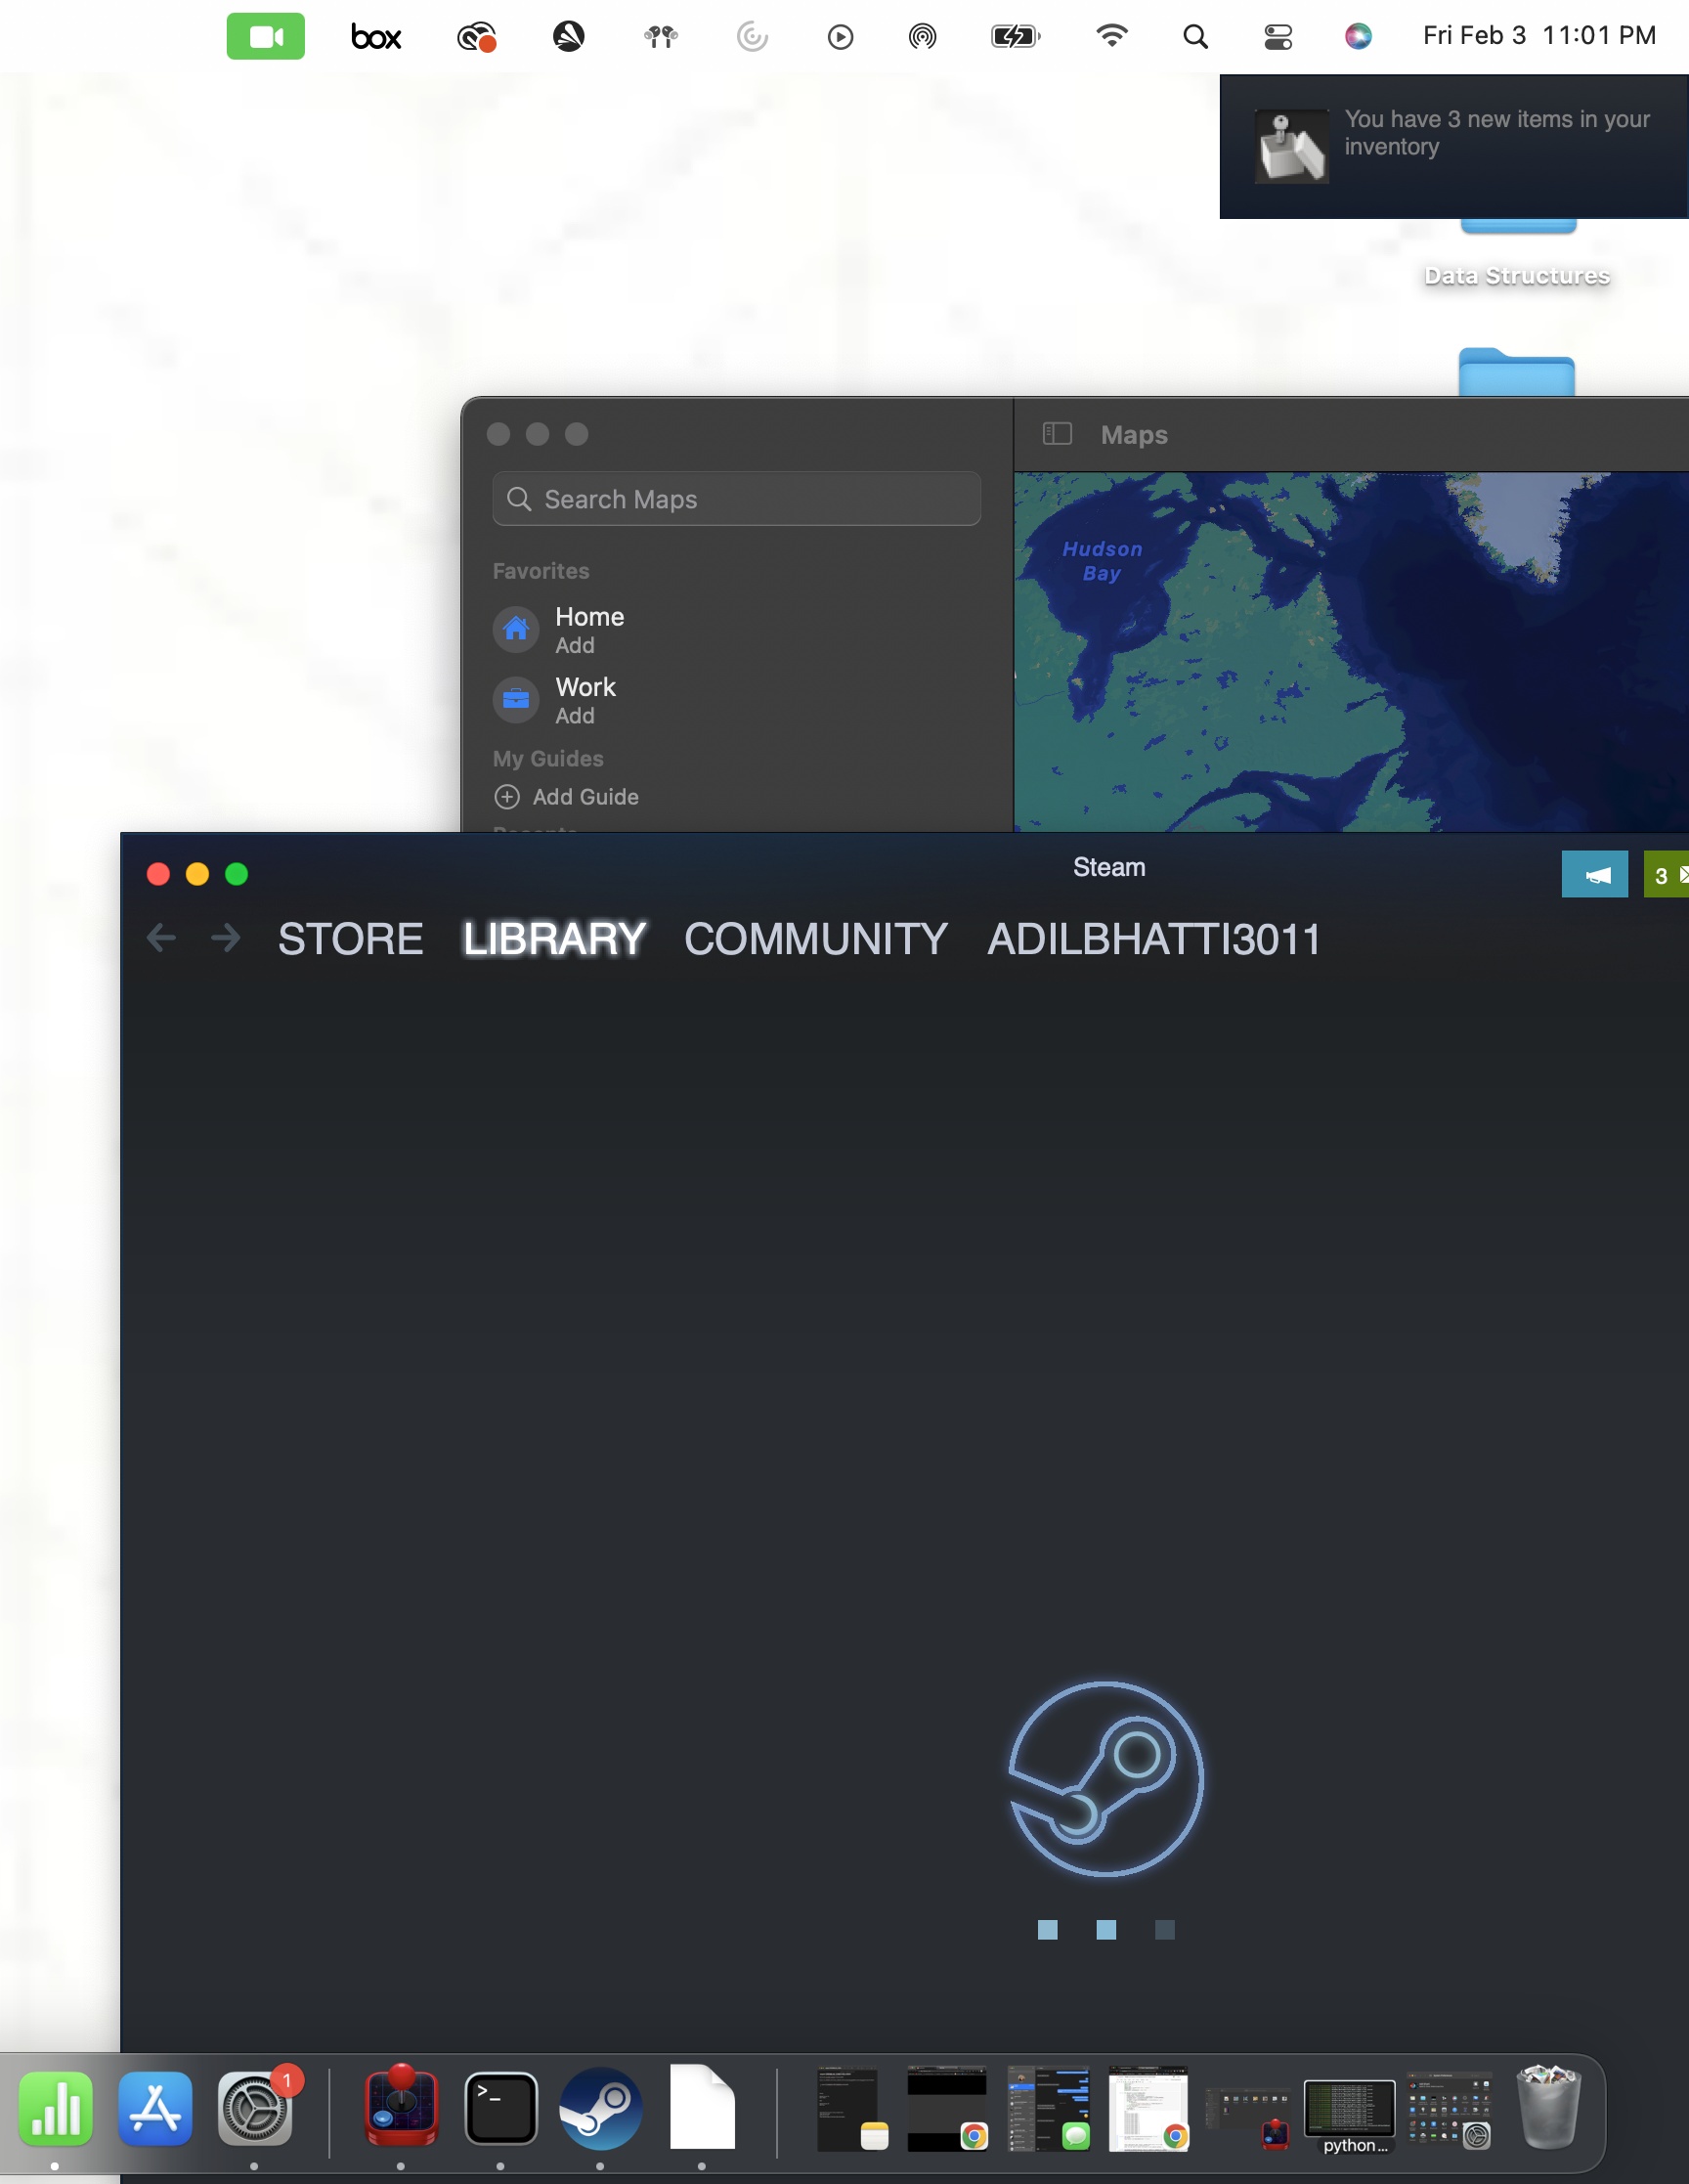 box
Fri Feb 3 11:01 PM
You have 3 new items in your
inventory
Data Structures
Maps
Search Maps
Favorites
Home
Add
Work
Add
My Guides
Add Guide
Hudson
Bay
Steam
3
STORE LIBRARY COMMUNITY ADILBHATTI3011
1
>_
python...